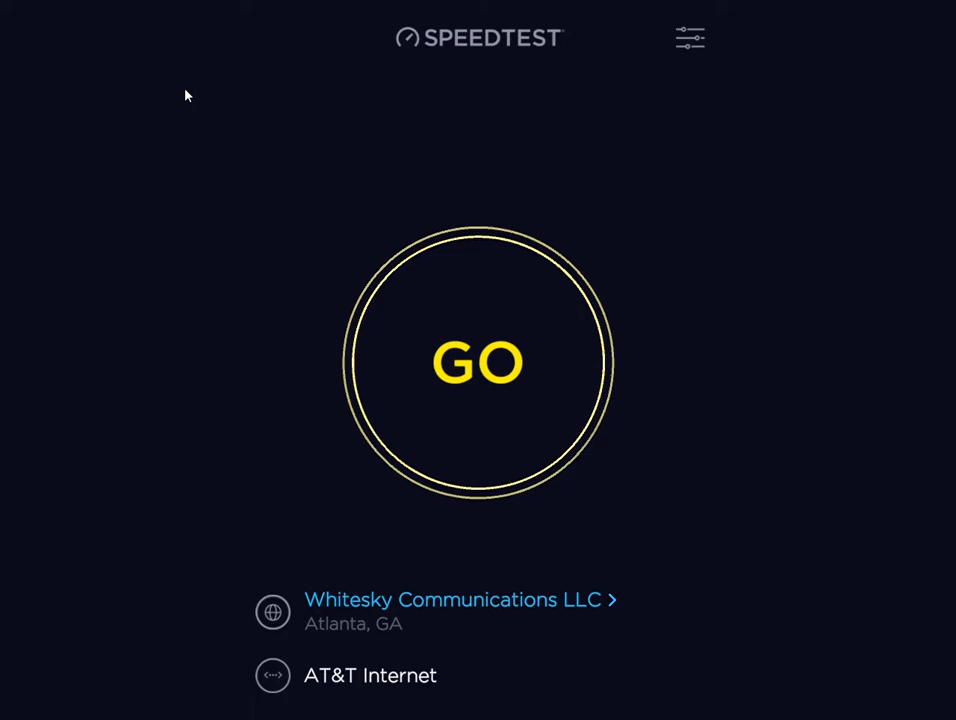 SPEEDTEST
GO
Whitesky Communications LLC
Atlanta, GA
AT&T Internet